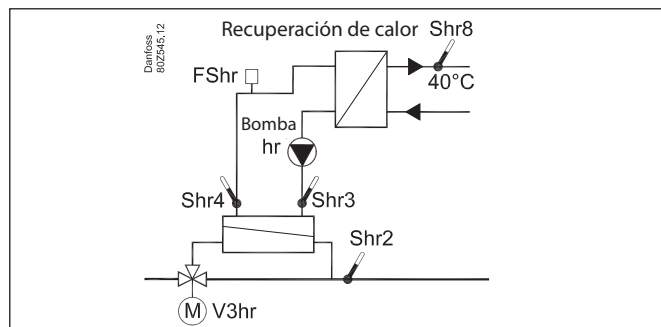 Danfoss
80Z545.12
Recuperación de calor
Shr8
FShr
40°C
Bomba
hr
Shr4
Shr3
Shr2
M
V3hr